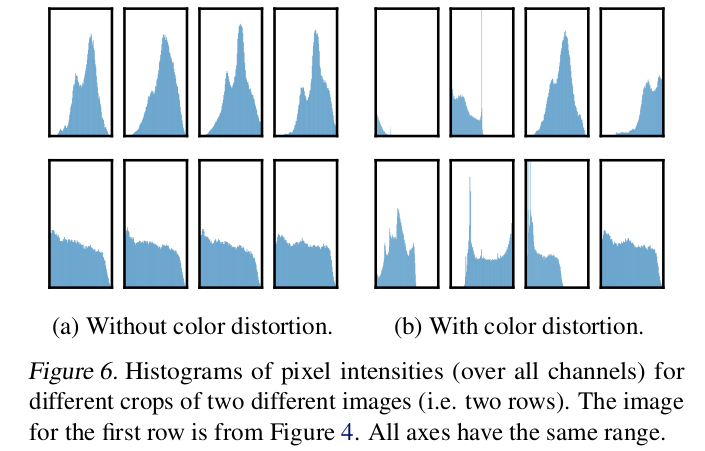 (a) Without color distortion.
(b) With color distortion.
Figure 6. Histograms of pixel intensities (over all channels) for
different crops of two different images (i.e. two rows). The image
for the first row is from Figure 4. All axes have the same range.